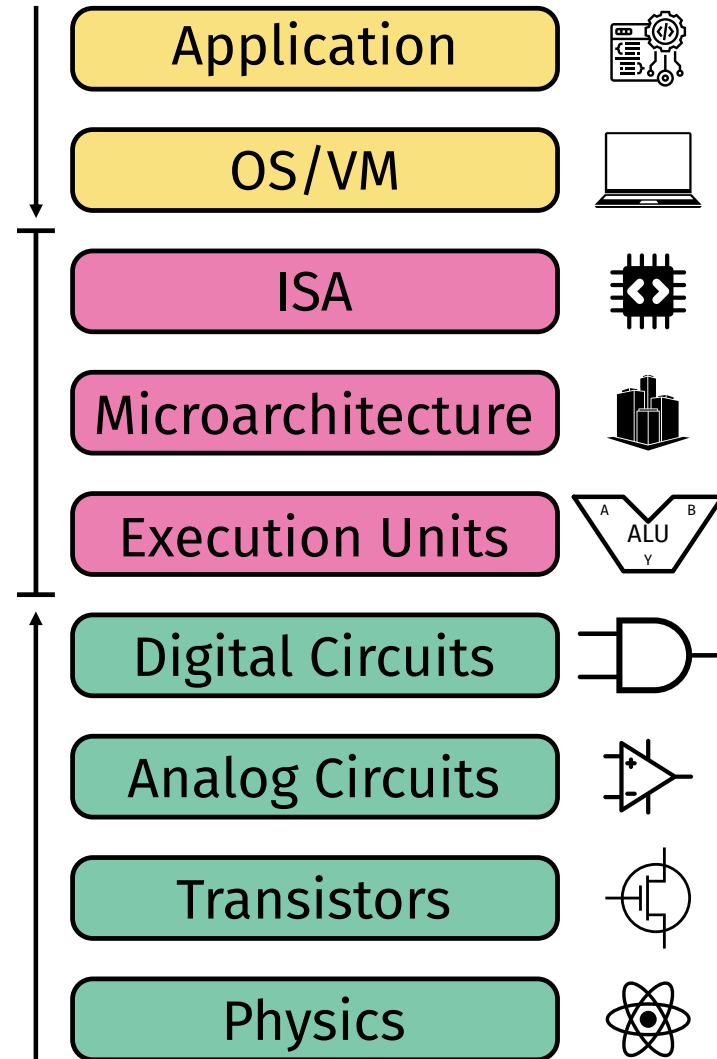 Application
OS/VM
ISA
Microarchitecture
Execution Units
A B
ALU
Y
Digital Circuits
Analog Circuits
Transistors
Physics